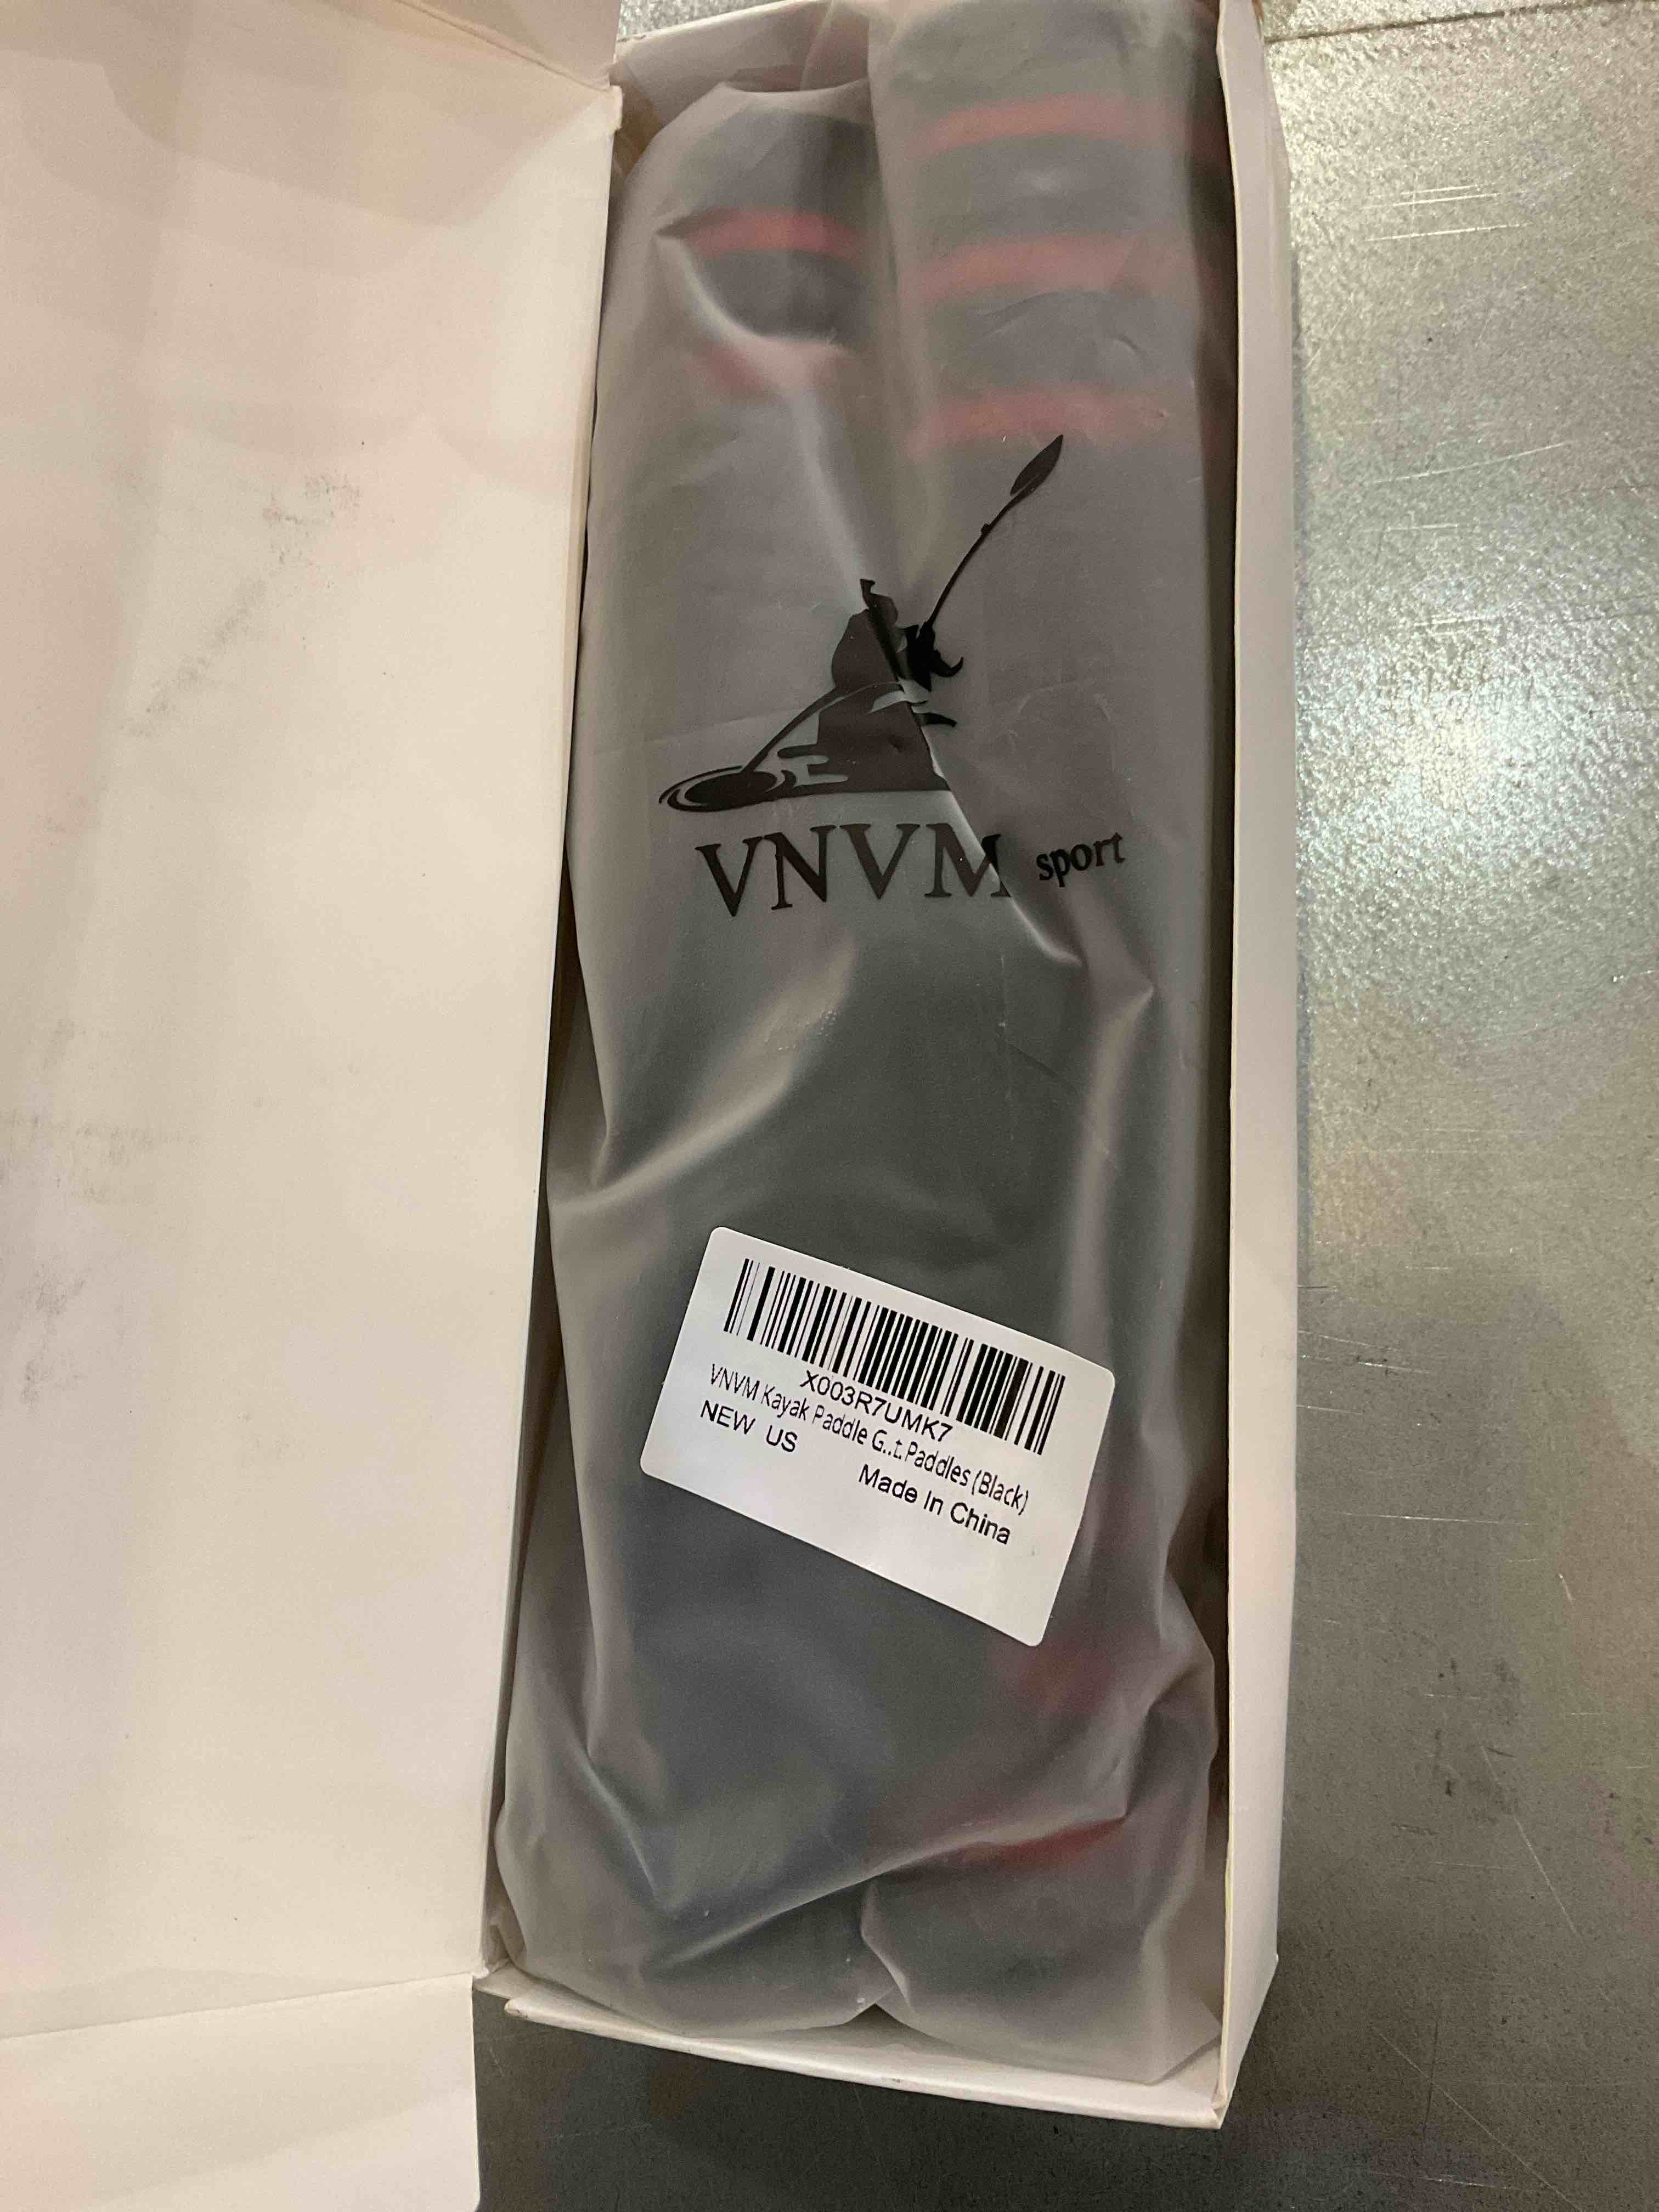 VNVM sport
X003R7UMK7
VNVM Kayak Paddle G..t.Paddles (Black)
NEW US
Made In China